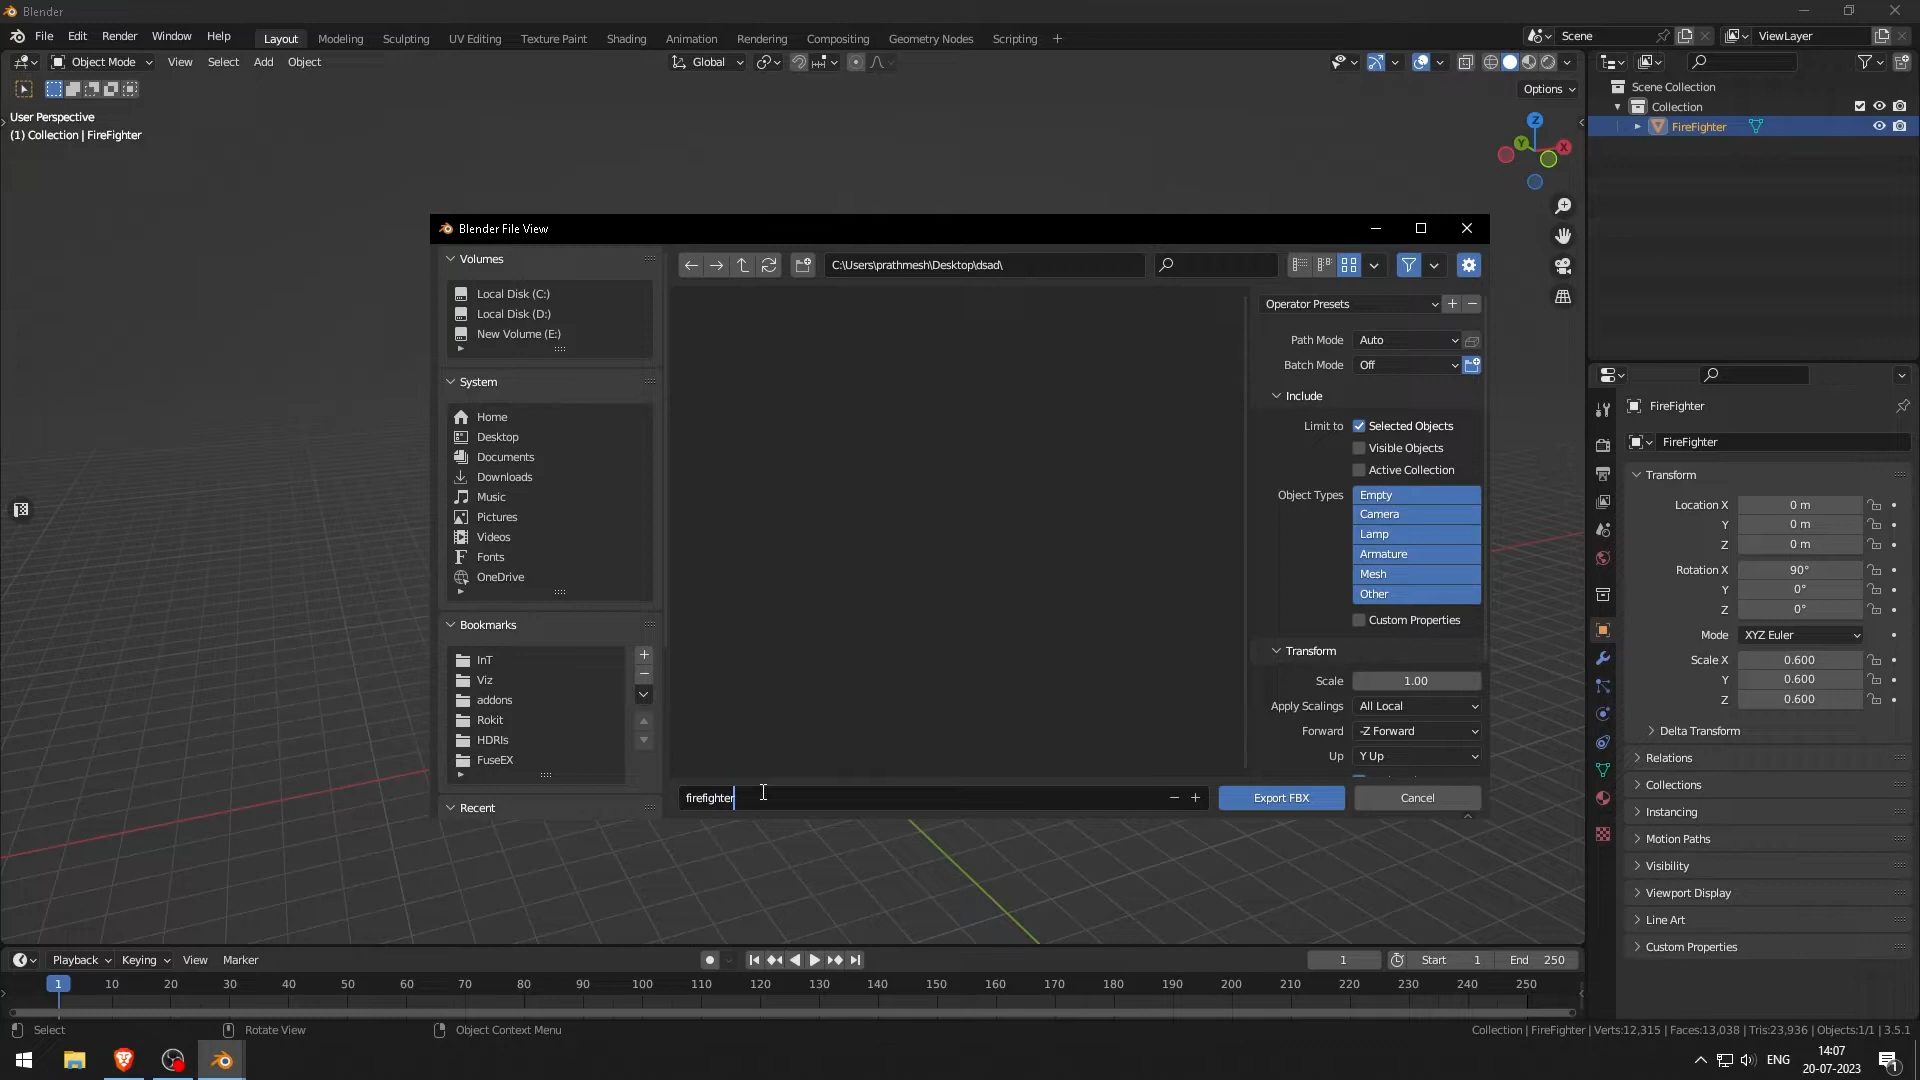 Blender
File Edit Render Window Help Layout Modeling Sculpting UV Editing Texture Paint Shading Animation Rendering Compositing Geometry Nodes Scripting + Scene ViewLayer
Object Mode View Select Add Object Global
Options
User Perspective
(1) Collection | FireFighter
Z
Y
X
Scene Collection
Collection
FireFighter
Blender File View
Volumes
Local Disk (C:)
Local Disk (D:)
New Volume (E:)
System
Home
Desktop
Documents
Downloads
Music
Pictures
Videos
Fonts
OneDrive
Bookmarks
InT
Viz
addons
Rokit
HDRIs
FuseEX
Recent
C:\Users\prathmesh\Desktop\dsad\
Operator Presets
Path Mode Auto
Batch Mode Off
Include
Limit to Selected Objects
Visible Objects
Active Collection
Object Types Empty
Camera
Lamp
Armature
Mesh
Other
Custom Properties
Transform
Scale 1.00
Apply Scalings All Local
Forward -Z Forward
Up Y Up
firefighter
Export FBX Cancel
FireFighter
FireFighter
Transform
Location X 0 m
Y 0 m
Z 0 m
Rotation X 90°
Y 0°
Z 0°
Mode XYZ Euler
Scale X 0.600
Y 0.600
Z 0.600
Delta Transform
Relations
Collections
Instancing
Motion Paths
Visibility
Viewport Display
Line Art
Custom Properties
Playback Keying View Marker 1 Start 1 End 250
1 10 20 30 40 50 60 70 80 90 100 110 120 130 140 150 160 170 180 190 200 210 220 230 240 250
Select Rotate View Object Context Menu Collection | FireFighter | Verts:12,315 | Faces:13,038 | Tris:23,936 | Objects:1/1 | 3.5.1
ENG
14:07
20-07-2023
1